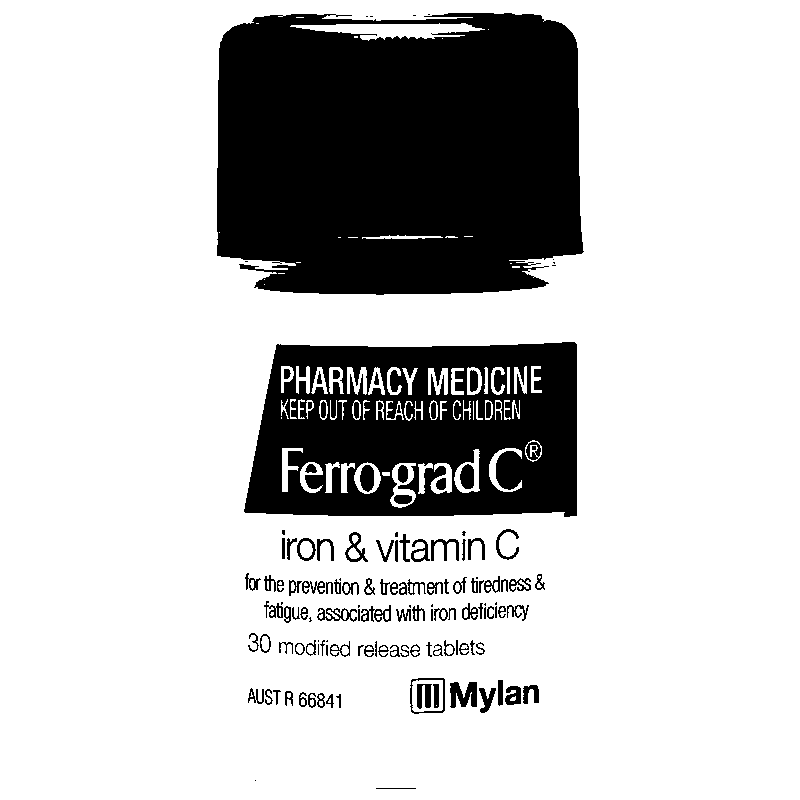 PHARMACY MEDICINE
KEEP OUT OF REACH OF CHILDREN
Ferro-grad C®
iron & vitamin C
for the prevention & treatment of tiredness &
fatigue, associated with iron deficiency
30 modified release tablets
AUST R 66841
Mylan